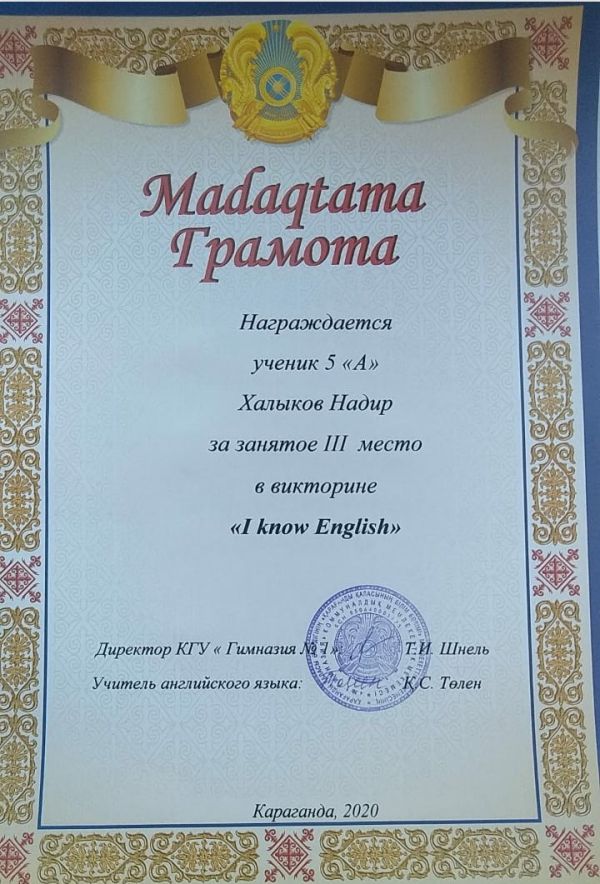 Madaqtama
Грамота
Награждается
ученик 5 «А»
Халыков Надир
за занятое III место
в викторине
«I know English»
Директор КГУ « Гимназия №1»: Т.И. Шнель
Учитель английского языка: Қ.С. Төлен
Караганда, 2020